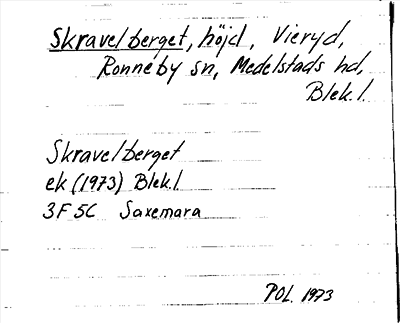 Skravelberget, höjd, Vieryd,
Ronneby sn, Medelstads hd,
Blek. l.
Skravelberget
ek (1973) Blek. l.
3F 5C Saxemara
POL. 1973